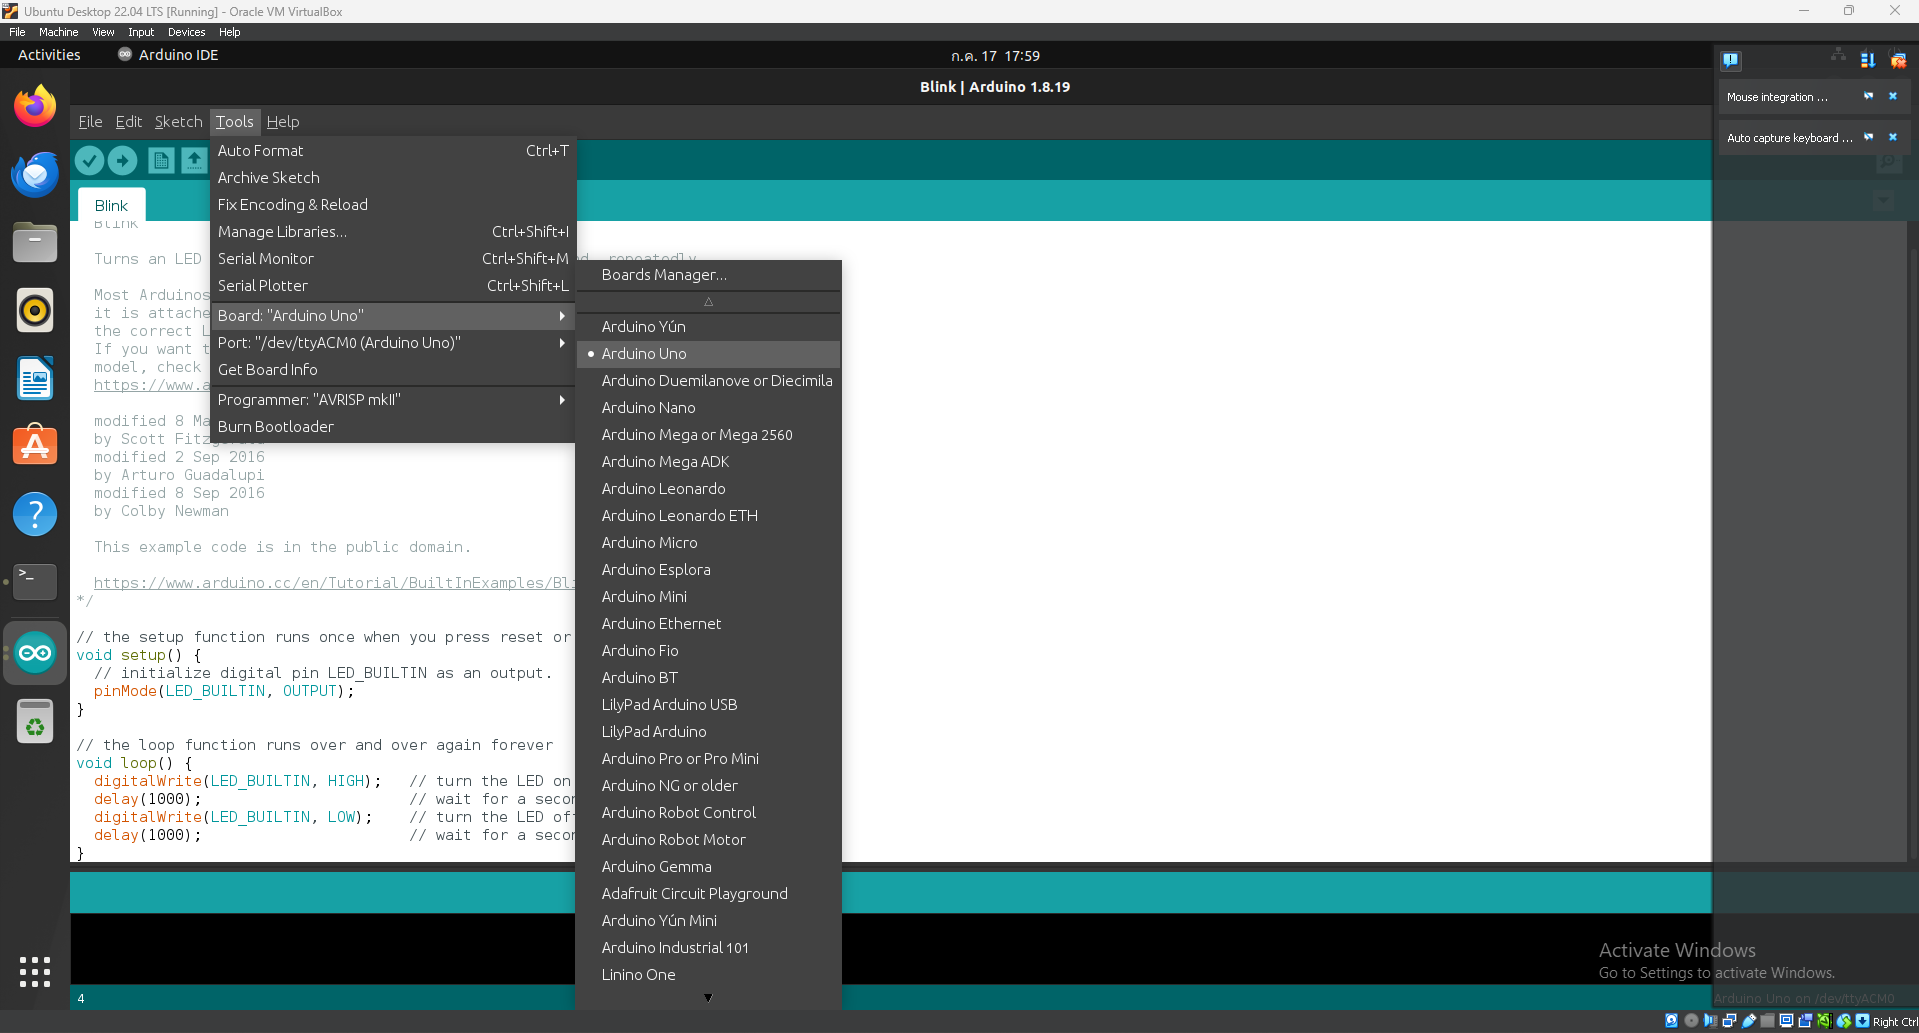 Ubuntu Desktop 22.04 LTS [Running] - Oracle VM VirtualBox
File Machine View Input Devices Help
Activities Arduino IDE ก.ค. 17 17:59
Blink | Arduino 1.8.19
Mouse integration ...
Auto capture keyboard ...
File Edit Sketch Tools Help
Auto Format Ctrl+T
Archive Sketch
Fix Encoding & Reload
Manage Libraries... Ctrl+Shift+I
Serial Monitor Ctrl+Shift+M
Serial Plotter Ctrl+Shift+L
Board: "Arduino Uno"
Port: "/dev/ttyACM0 (Arduino Uno)"
Get Board Info
Programmer: "AVRISP mkII"
Burn Bootloader
Boards Manager...
Arduino Yún
Arduino Uno
Arduino Duemilanove or Diecimila
Arduino Nano
Arduino Mega or Mega 2560
Arduino Mega ADK
Arduino Leonardo
Arduino Leonardo ETH
Arduino Micro
Arduino Esplora
Arduino Mini
Arduino Ethernet
Arduino Fio
Arduino BT
LilyPad Arduino USB
LilyPad Arduino
Arduino Pro or Pro Mini
Arduino NG or older
Arduino Robot Control
Arduino Robot Motor
Arduino Gemma
Adafruit Circuit Playground
Arduino Yún Mini
Arduino Industrial 101
Linino One
Blink
Blink
Turns an LED repeatedly
Most Arduinos
it is attache
the correct L
If you want t
model, check
https://www.a
modified 8 Ma
by Scott Fitz
modified 2 Sep 2016
by Arturo Guadalupi
modified 8 Sep 2016
by Colby Newman
This example code is in the public domain.
https://www.arduino.cc/en/Tutorial/BuiltInExamples/Bli
*/
// the setup function runs once when you press reset or
void setup() {
// initialize digital pin LED_BUILTIN as an output.
pinMode(LED_BUILTIN, OUTPUT);
}
// the loop function runs over and over again forever
void loop() {
digitalWrite(LED_BUILTIN, HIGH); // turn the LED on
delay(1000); // wait for a secon
digitalWrite(LED_BUILTIN, LOW); // turn the LED of
delay(1000); // wait for a secon
}
Activate Windows
Go to Settings to activate Windows.
4
Arduino Uno on /dev/ttyACM0
Right Ctrl